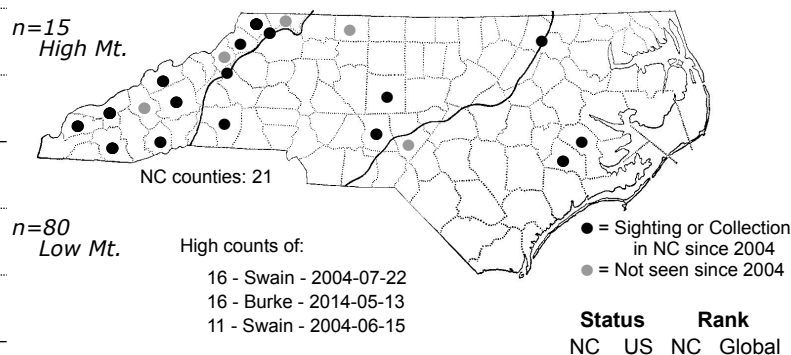 n=15
High Mt.
NC counties: 21
n=80
Low Mt.
High counts of:
16 - Swain - 2004-07-22
16 - Burke - 2014-05-13
11 - Swain - 2004-06-15
● = Sighting or Collection
in NC since 2004
● = Not seen since 2004
Status Rank
NC US NC Global